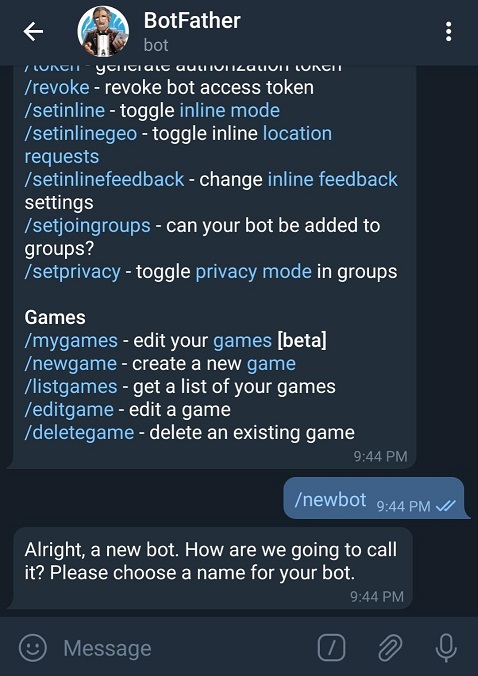 BotFather
bot
/token - generate authorization token
/revoke - revoke bot access token
/setinline - toggle inline mode
/setinlinegeo - toggle inline location
requests
/setinlinefeedback - change inline feedback
settings
/setjoingroups - can your bot be added to
groups?
/setprivacy - toggle privacy mode in groups
Games
/mygames - edit your games [beta]
/newgame - create a new game
/listgames - get a list of your games
/editgame - edit a game
/deletegame - delete an existing game
9:44 PM
/newbot 9:44 PM
Alright, a new bot. How are we going to call
it? Please choose a name for your bot.
9:44 PM
Message